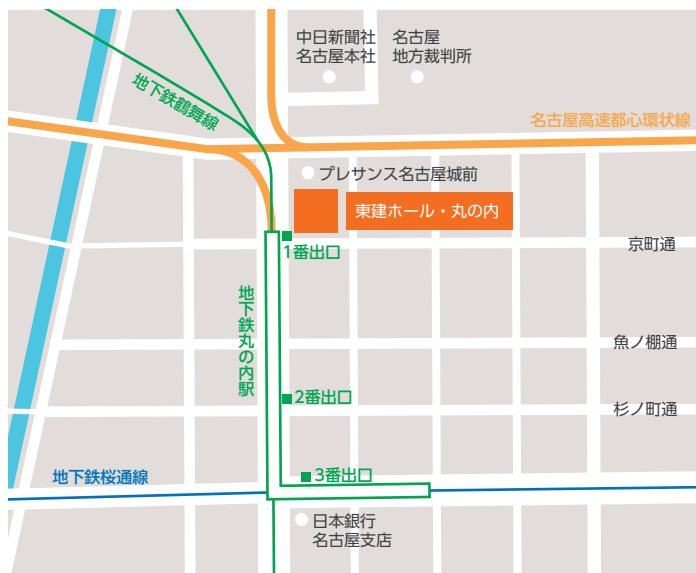 中日新聞社
名古屋本社
名古屋
地方裁判所
地下鉄鶴舞線
名古屋高速都心環状線
プレサンス名古屋城前
東建ホール・丸の内
1番出口
京町通
地下鉄丸の内駅
魚ノ棚通
2番出口
杉ノ町通
地下鉄桜通線
3番出口
日本銀行
名古屋支店